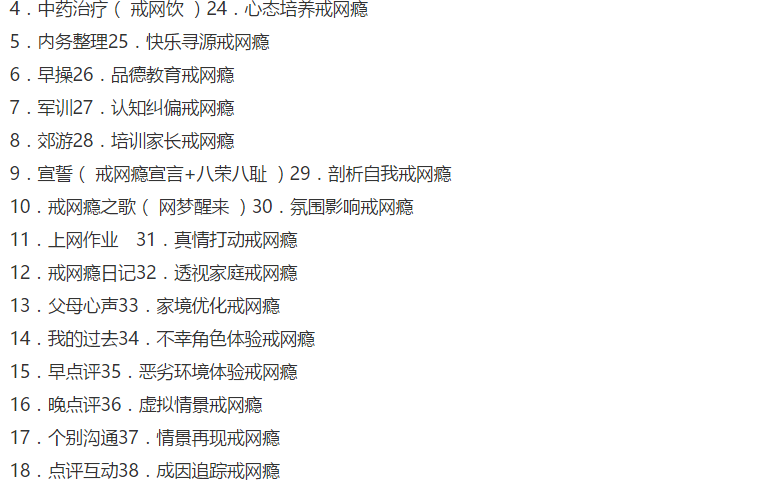 4．中药治疗（ 戒网饮 ）24．心态培养戒网瘾
5．内务整理25．快乐寻源戒网瘾
6．早操26．品德教育戒网瘾
7．军训27．认知纠偏戒网瘾
8．郊游28．培训家长戒网瘾
9．宣誓（ 戒网瘾宣言+八荣八耻 ）29．剖析自我戒网瘾
10．戒网瘾之歌（ 网梦醒来 ）30．氛围影响戒网瘾
11．上网作业　31．真情打动戒网瘾
12．戒网瘾日记32．透视家庭戒网瘾
13．父母心声33．家境优化戒网瘾
14．我的过去34．不幸角色体验戒网瘾
15．早点评35．恶劣环境体验戒网瘾
16．晚点评36．虚拟情景戒网瘾
17．个别沟通37．情景再现戒网瘾
18．点评互动38．成因追踪戒网瘾